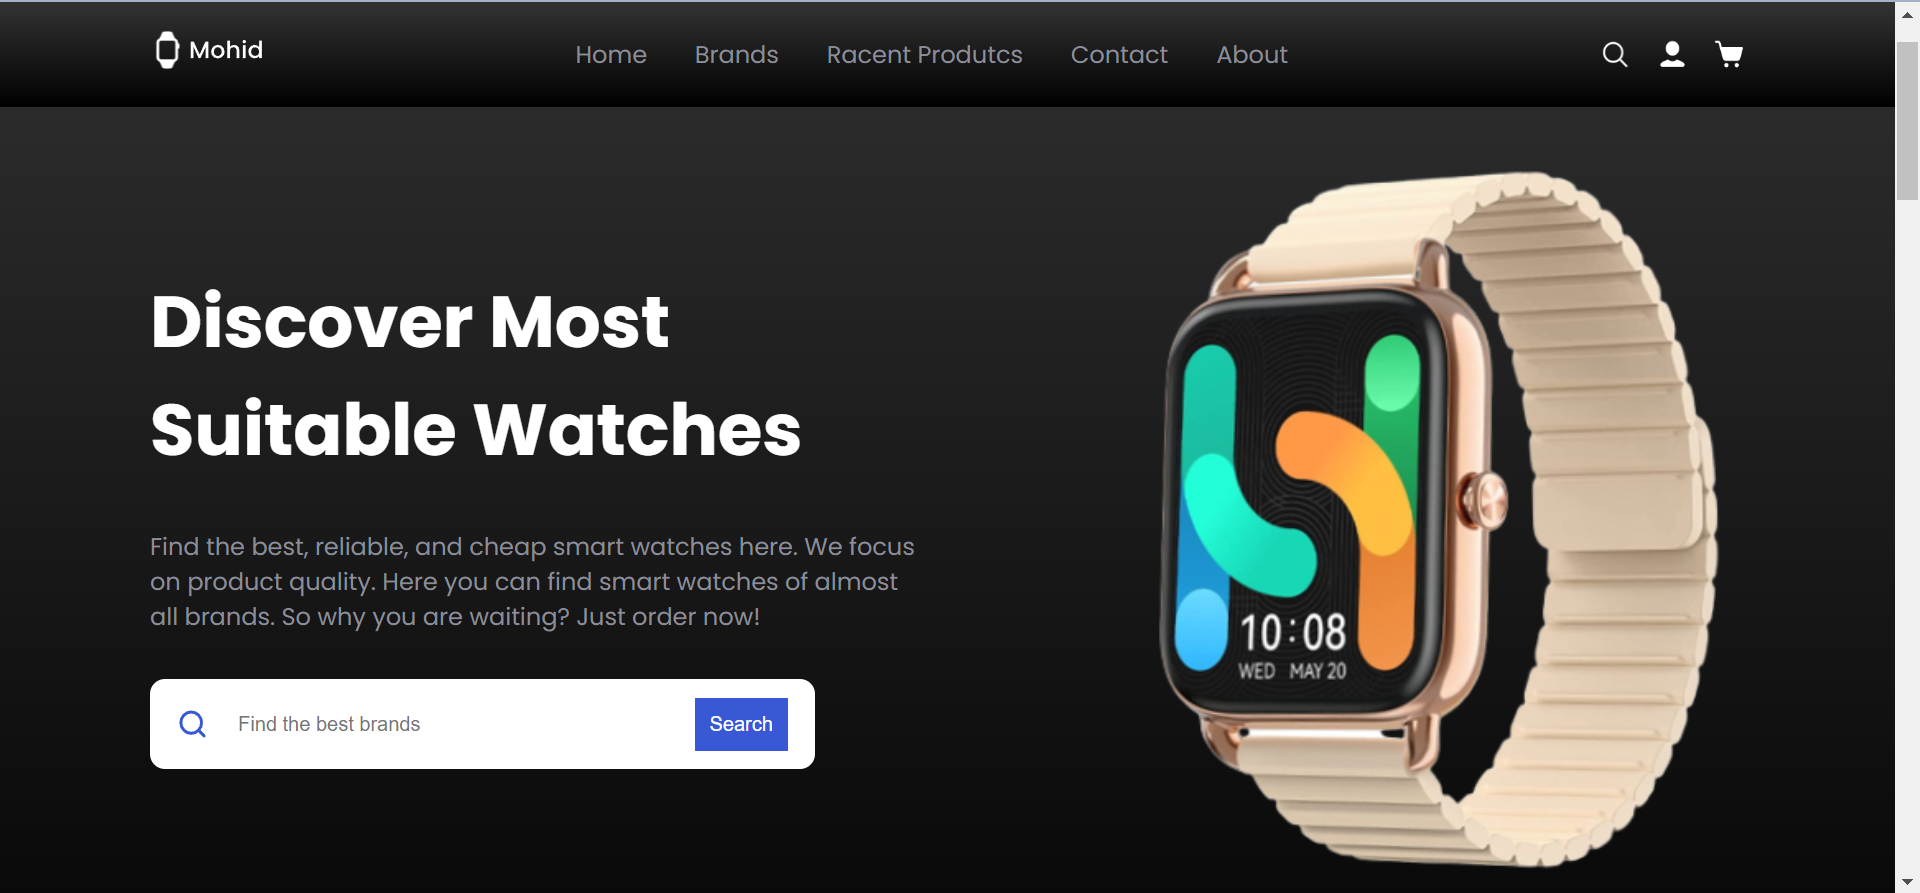 Mohid
Home Brands Racent Produtcs Contact About
Discover Most
Suitable Watches
Find the best, reliable, and cheap smart watches here. We focus
on product quality. Here you can find smart watches of almost
all brands. So why you are waiting? Just order now!
Find the best brands
Search
10:08
WED MAY 20